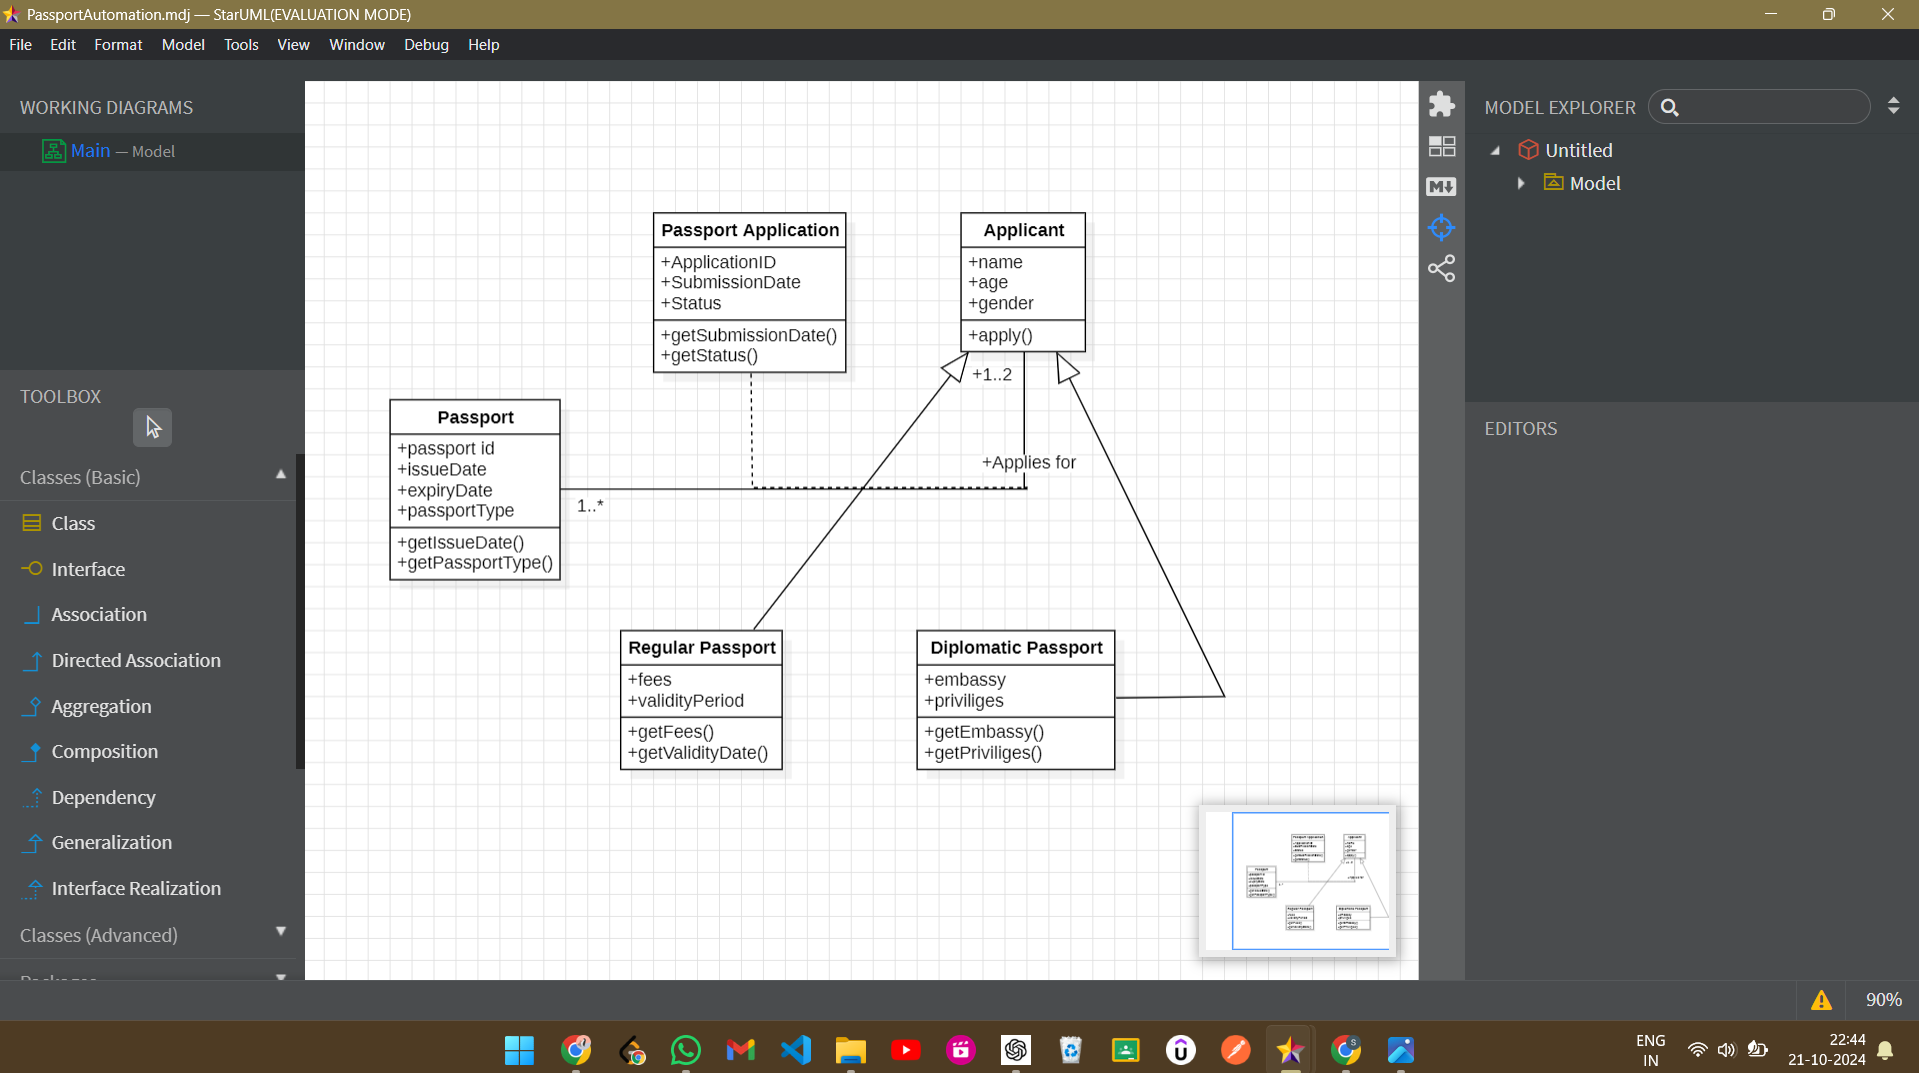 PassportAutomation.mdj — StarUML(EVALUATION MODE)
File Edit Format Model Tools View Window Debug Help
WORKING DIAGRAMS
Main — Model
TOOLBOX
Classes (Basic)
Class
Interface
Association
Directed Association
Aggregation
Composition
Dependency
Generalization
Interface Realization
Classes (Advanced)
Packages
Passport Application
+ApplicationID
+SubmissionDate
+Status
+getSubmissionDate()
+getStatus()
Applicant
+name
+age
+gender
+apply()
+1..2
+Applies for
Passport
+passport id
+issueDate
+expiryDate
+passportType
+getIssueDate()
+getPassportType()
1..*
Regular Passport
+fees
+validityPeriod
+getFees()
+getValidityDate()
Diplomatic Passport
+embassy
+priviliges
+getEmbassy()
+getPriviliges()
MODEL EXPLORER
Untitled
Model
EDITORS
90%
ENG
IN
22:44
21-10-2024